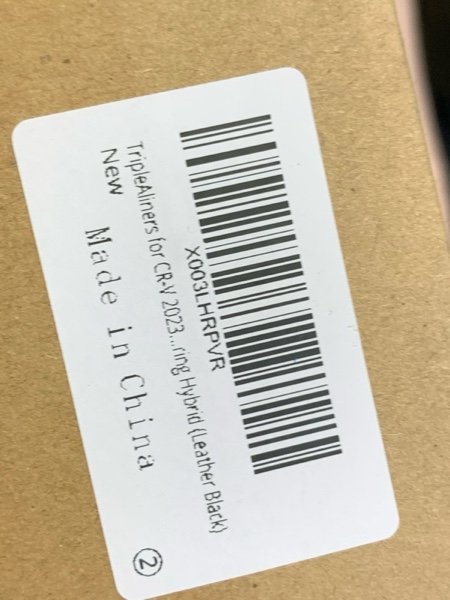 X003LHRPVR
TripleAliners for CR-V 2023...ring Hybrid (Leather Black)
New
Made in China
②